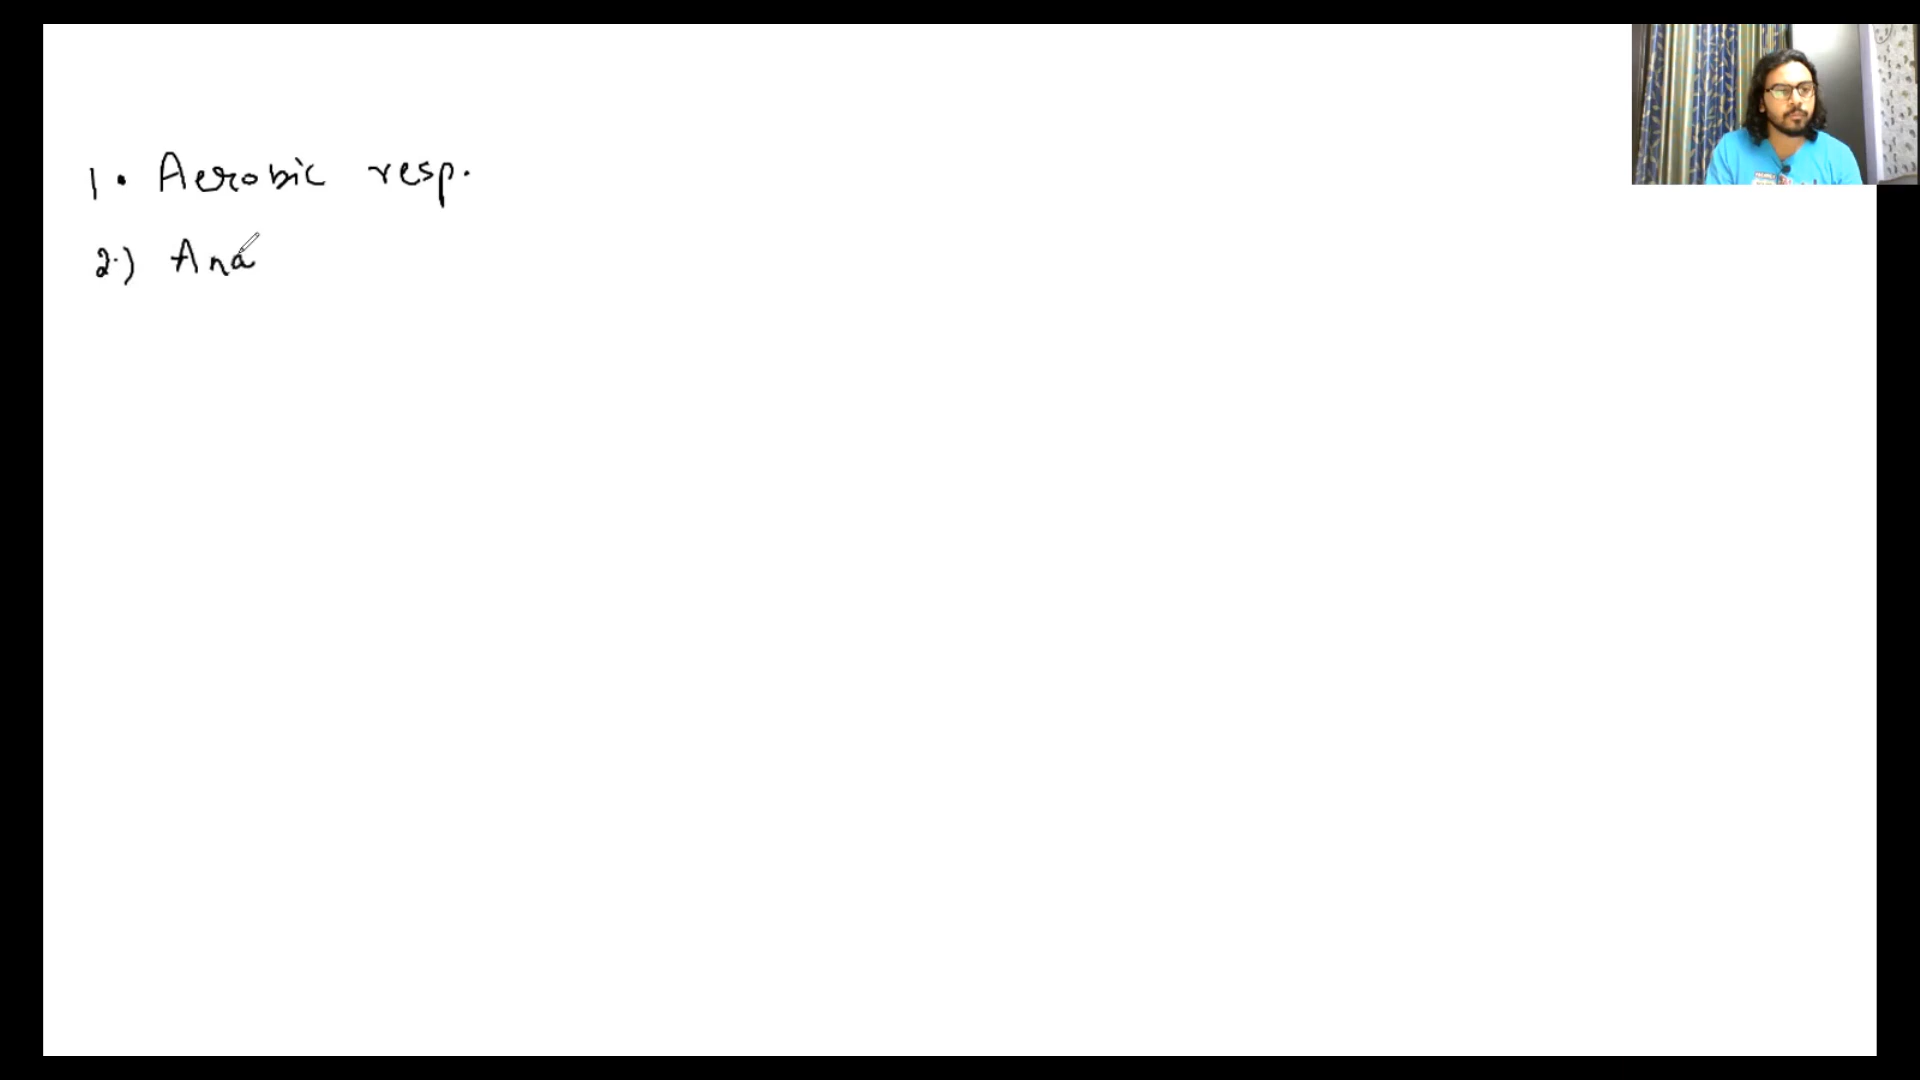 1. Aerobic resp.
2.) Ana